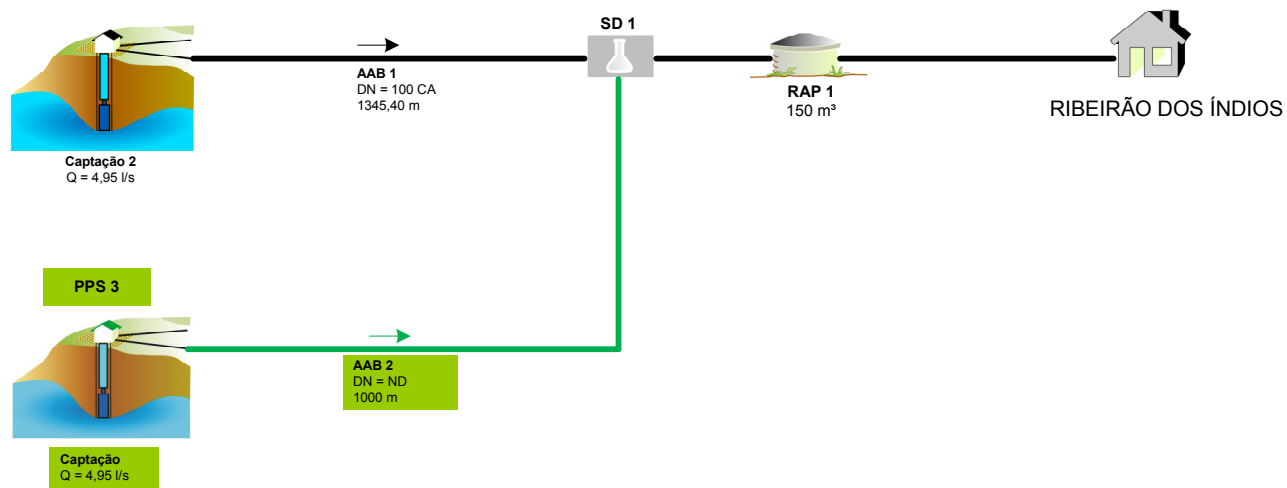 SD 1
AAB 1
DN = 100 CA
1345,40 m
RAP 1
150 m³
RIBEIRÃO DOS ÍNDIOS
Captação 2
Q = 4,95 l/s
PPS 3
AAB 2
DN = ND
1000 m
Captação
Q = 4,95 l/s